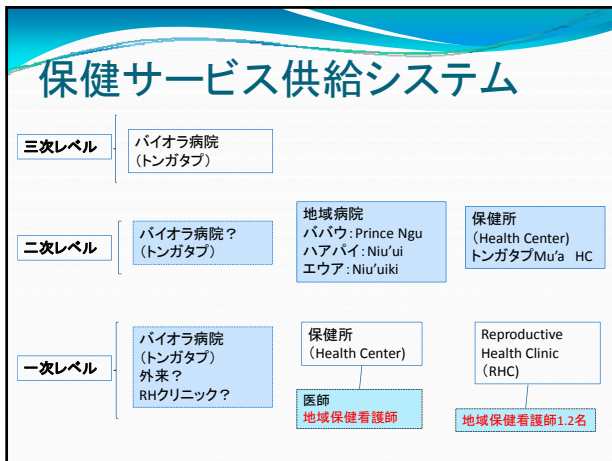 保健サービス供給システム
三次レベル
バイオラ病院
（トンガタプ）
二次レベル
バイオラ病院？
（トンガタプ）
地域病院
ババウ：Prince Ngu
ハアパイ：Niu'ui
エウア：Niu'uiki
保健所
（Health Center）
トンガタプMu'a HC
一次レベル
バイオラ病院
（トンガタプ）
外来？
RHクリニック？
保健所
（Health Center）
医師
地域保健看護師
Reproductive
Health Clinic
（RHC）
地域保健看護師1.2名